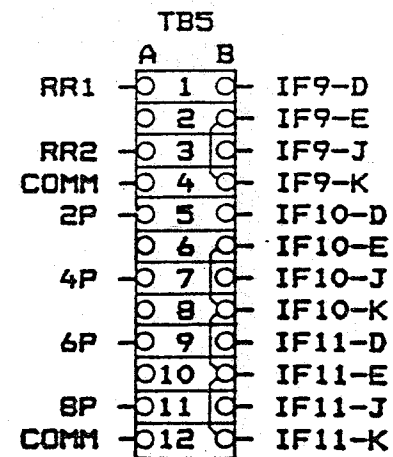 TB5
A B
RR1 1 IF9-D
2 IF9-E
RR2 3 IF9-J
COMM 4 IF9-K
2P 5 IF10-D
6 IF10-E
4P 7 IF10-J
8 IF10-K
6P 9 IF11-D
10 IF11-E
8P 11 IF11-J
COMM 12 IF11-K